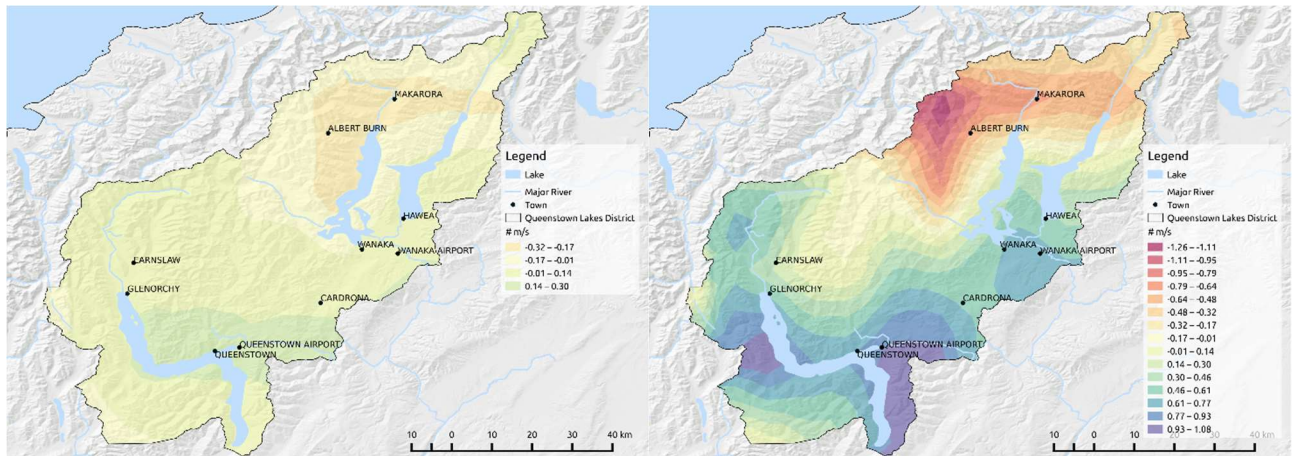 MAKARORA
ALBERT BURN
HAWEA
WANAKA
WANAKA AIRPORT
EARNSLAW
GLENORCHY
CARDRONA
QUEENSTOWN AIRPORT
QUEENSTOWN
Legend
Lake
Major River
Town
Queenstown Lakes District
# m/s
-0.32 – -0.17
-0.17 – -0.01
-0.01 – 0.14
0.14 – 0.30
10 0 10 20 30 40 km
MAKARORA
ALBERT BURN
HAWEA
WANAKA
WANAKA AIRPORT
EARNSLAW
GLENORCHY
CARDRONA
QUEENSTOWN AIRPORT
QUEENSTOWN
Legend
Lake
Major River
Town
Queenstown Lakes District
# m/s
-1.26 – -1.11
-1.11 – -0.95
-0.95 – -0.79
-0.79 – -0.64
-0.64 – -0.48
-0.48 – -0.32
-0.32 – -0.17
-0.17 – -0.01
-0.01 – 0.14
0.14 – 0.30
0.30 – 0.46
0.46 – 0.61
0.61 – 0.77
0.77 – 0.93
0.93 – 1.08
10 0 10 20 30 40 km